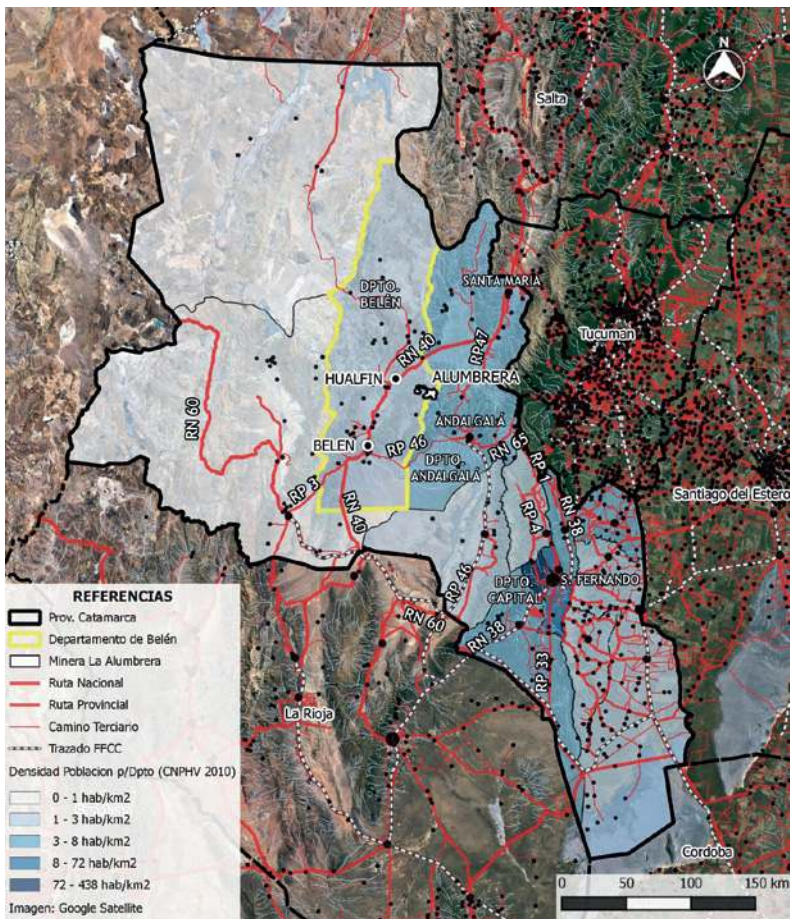 N
Salta
DPTO.
BELÉN
SANTA MARÍA
Tucuman
RN 40
RP47
HUALFIN
ALUMBRERA
RN 60
ANDALGALÁ
BELEN
RP 46
RN 65
DPTO.
ANDALGALÁ
RP 3
RP 1
RN 38
Santiago del Estero
RN 40
RP 4
DPTO.
CAPITAL
S. FERNANDO
RP 46
RN 60
RN 38
RP 33
La Rioja
Cordoba
REFERENCIAS
Prov. Catamarca
Departamento de Belén
Minera La Alumbrera
Ruta Nacional
Ruta Provincial
Camino Terciario
Trazado FFCC
Densidad Poblacion p/Dpto (CNPHV 2010)
0 - 1 hab/km2
1 - 3 hab/km2
3 - 8 hab/km2
8 - 72 hab/km2
72 - 438 hab/km2
Imagen: Google Satellite
0 50 100 150 km